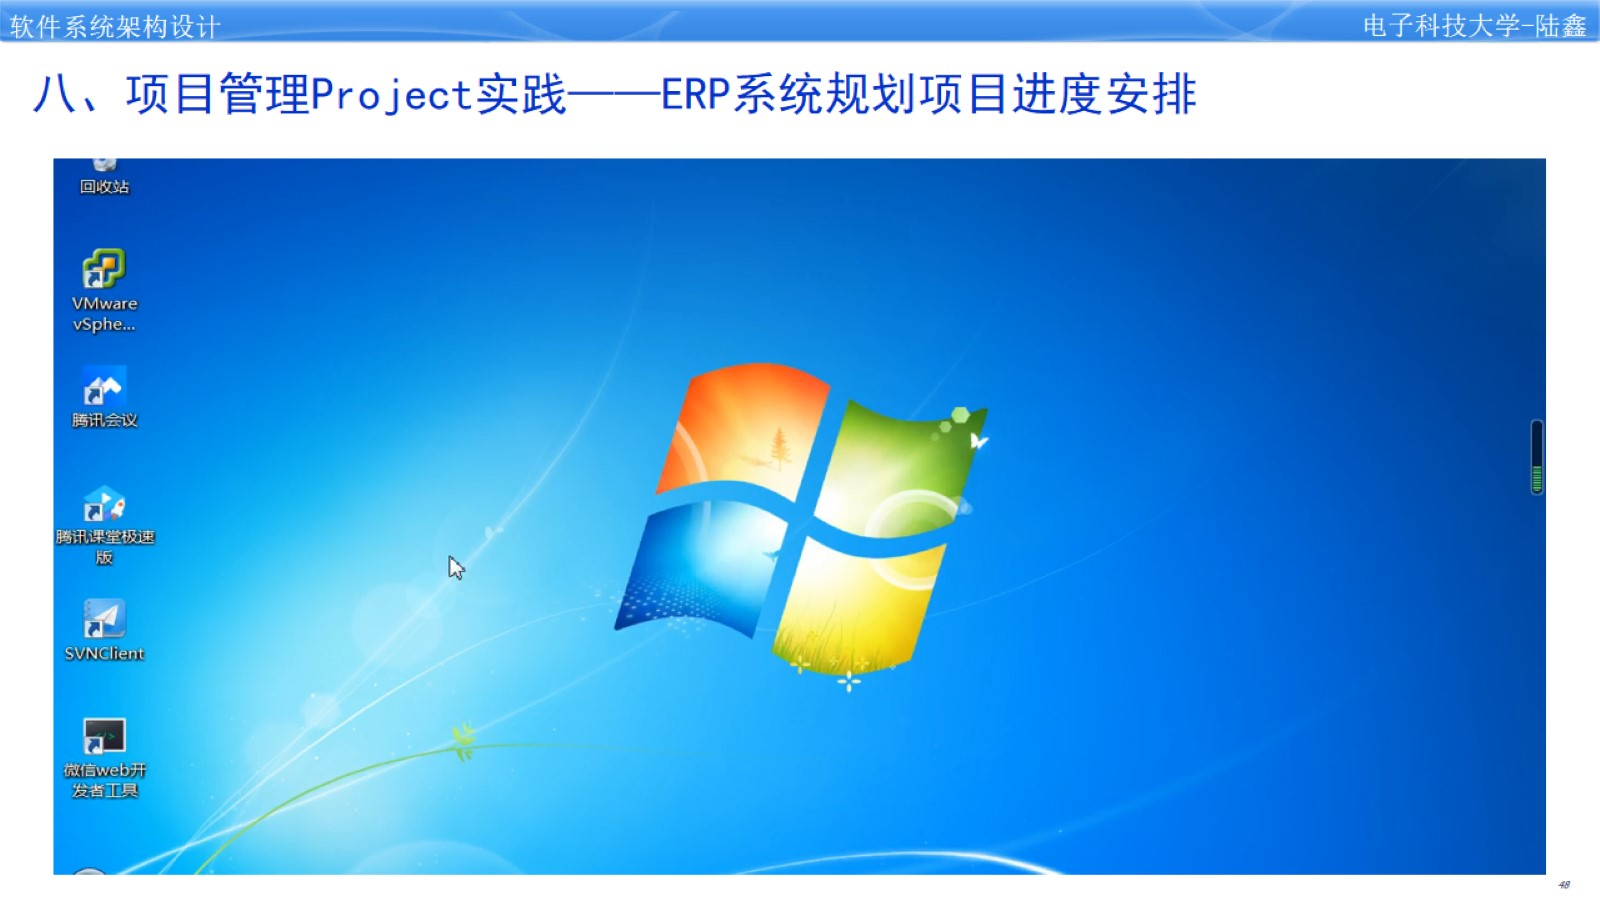 软件系统架构设计
电子科技大学-陆鑫
八、项目管理Project实践——ERP系统规划项目进度安排
回收站
VMware
vSphe...
腾讯会议
腾讯课堂极速
版
SVNClient
微信web开
发者工具
48